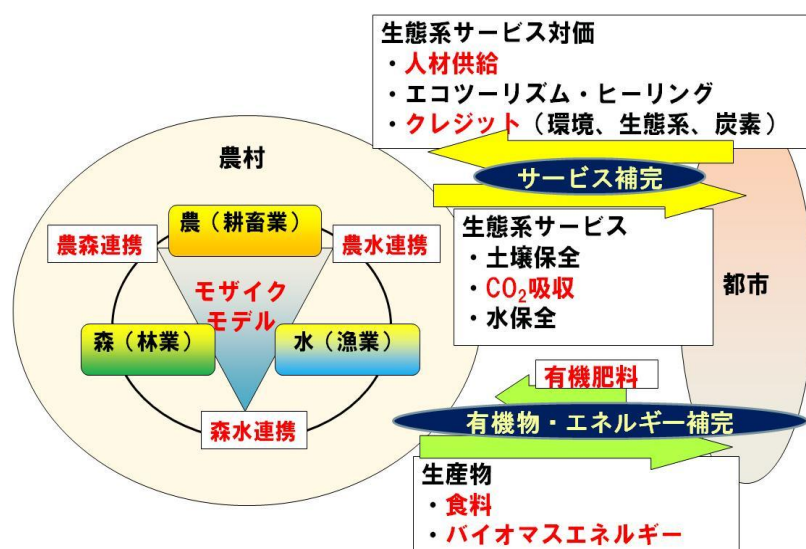 生態系サービス対価
・人材供給
・エコツーリズム・ヒーリング
・クレジット（環境、生態系、炭素）
サービス補完
農村
農（耕畜業）
農森連携
農水連携
モザイク
モデル
森（林業）
水（漁業）
森水連携
生態系サービス
・土壌保全
・CO₂吸収
・水保全
都市
有機肥料
有機物・エネルギー補完
生産物
・食料
・バイオマスエネルギー